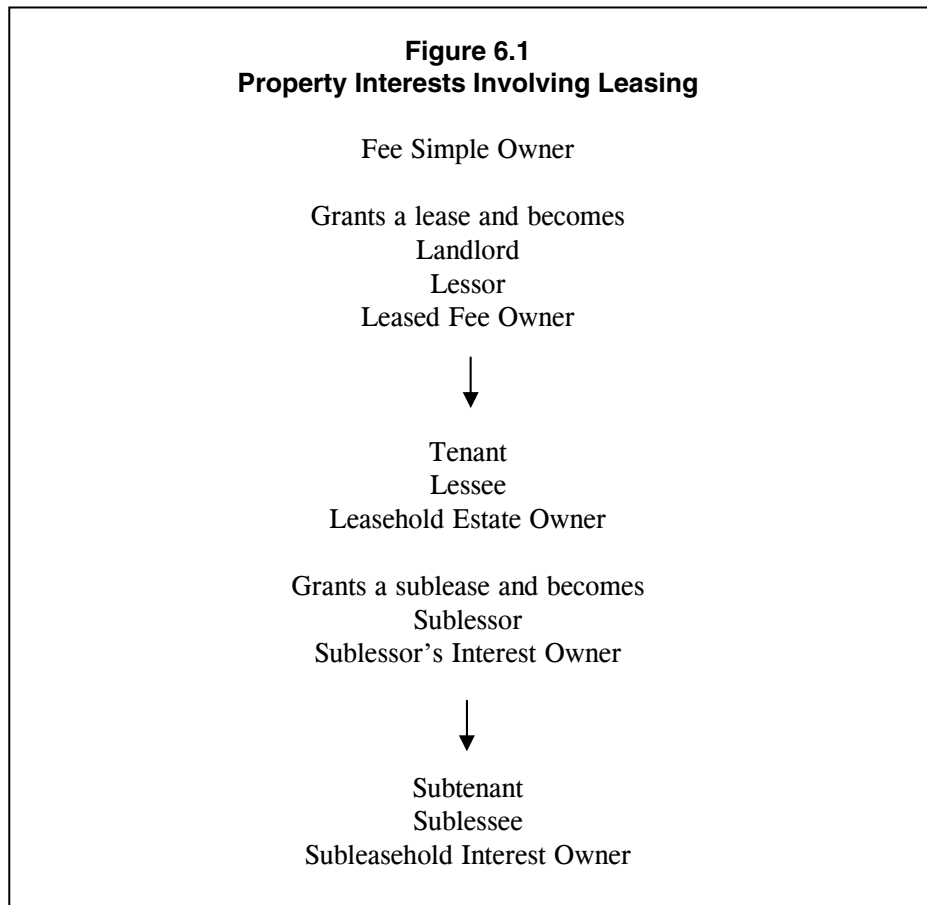 Figure 6.1
Property Interests Involving Leasing
Fee Simple Owner
Grants a lease and becomes
Landlord
Lessor
Leased Fee Owner
Tenant
Lessee
Leasehold Estate Owner
Grants a sublease and becomes
Sublessor
Sublessor's Interest Owner
Subtenant
Sublessee
Subleasehold Interest Owner